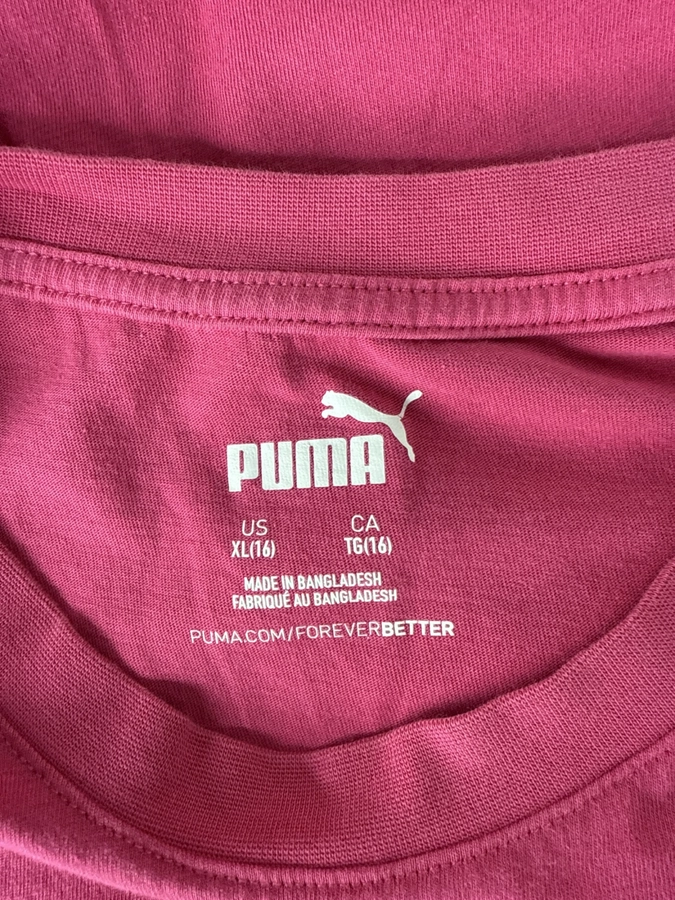 PUMA
US CA
XL(16) TG(16)
MADE IN BANGLADESH
FABRIQUÉ AU BANGLADESH
PUMA.COM/FOREVERBETTER